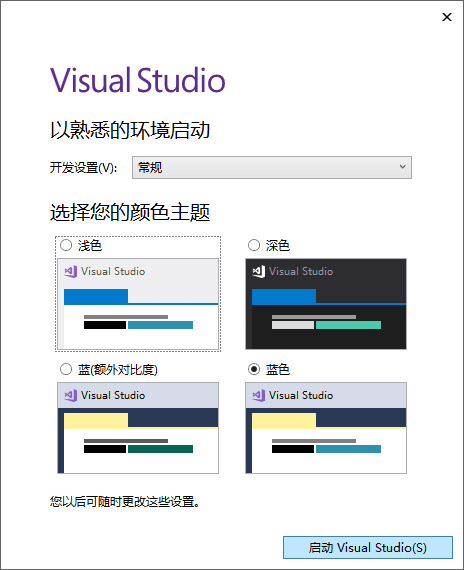 Visual Studio
以熟悉的环境启动
开发设置(V): 常规
选择您的颜色主题
浅色 深色
Visual Studio Visual Studio
蓝(额外对比度) 蓝色
Visual Studio Visual Studio
您以后可随时更改这些设置。
启动 Visual Studio(S)